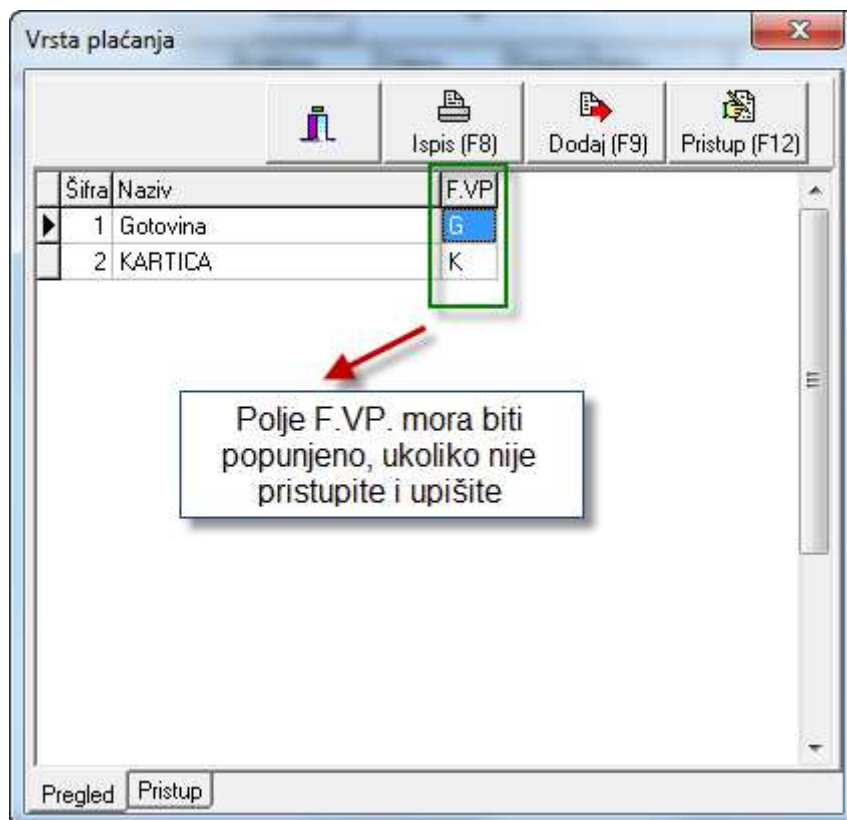 Vrsta plaćanja
Ispis (F8) Dodaj (F9) Pristup (F12)
Šifra Naziv F.VP
1 Gotovina G
2 KARTICA K
Polje F.VP. mora biti
popunjeno, ukoliko nije
pristupite i upišite
Pregled Pristup